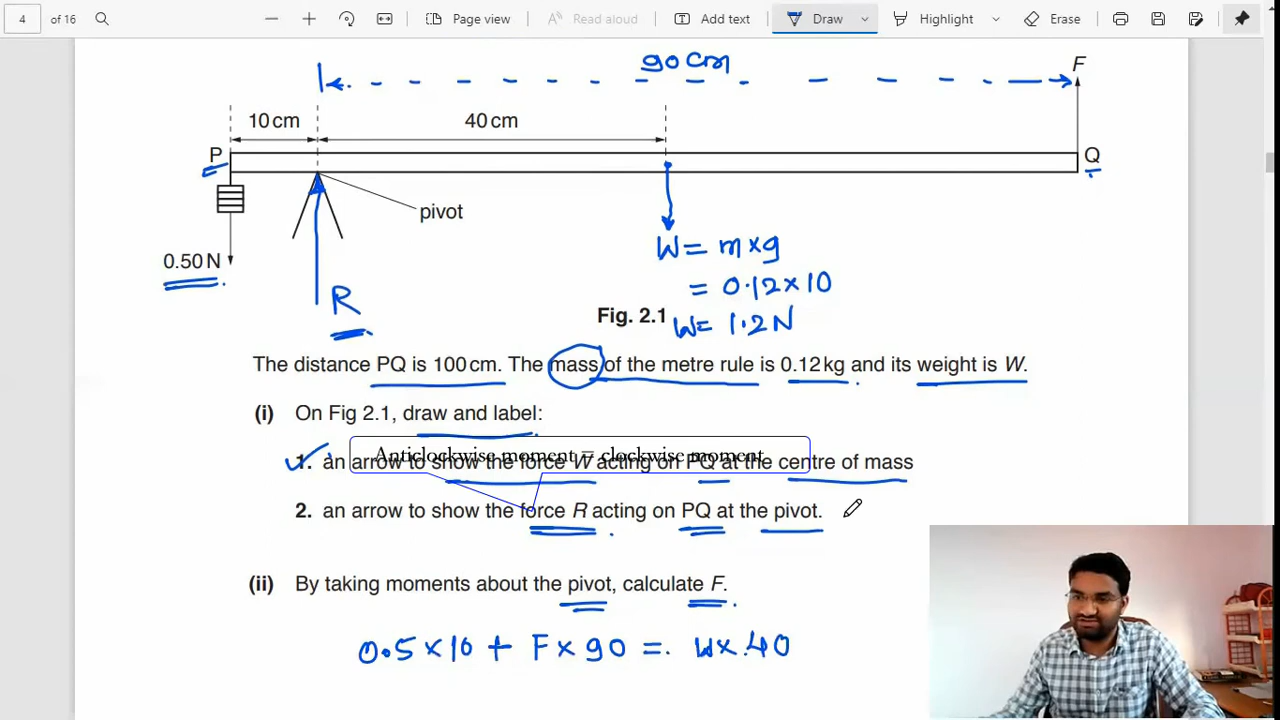 4 of 16
Page view
Read aloud
Add text
Draw
Highlight
Erase
90 cm
F
10 cm
40 cm
P
Q
pivot
0.50 N
R
W = m×g
= 0.12×10
W = 1.2 N
Fig. 2.1
The distance PQ is 100 cm. The mass of the metre rule is 0.12 kg and its weight is W.
(i) On Fig 2.1, draw and label:
Anticlockwise moment = clockwise moment
1. an arrow to show the force W acting on PQ at the centre of mass
2. an arrow to show the force R acting on PQ at the pivot.
(ii) By taking moments about the pivot, calculate F.
0.5×10 + F×90 = W×40